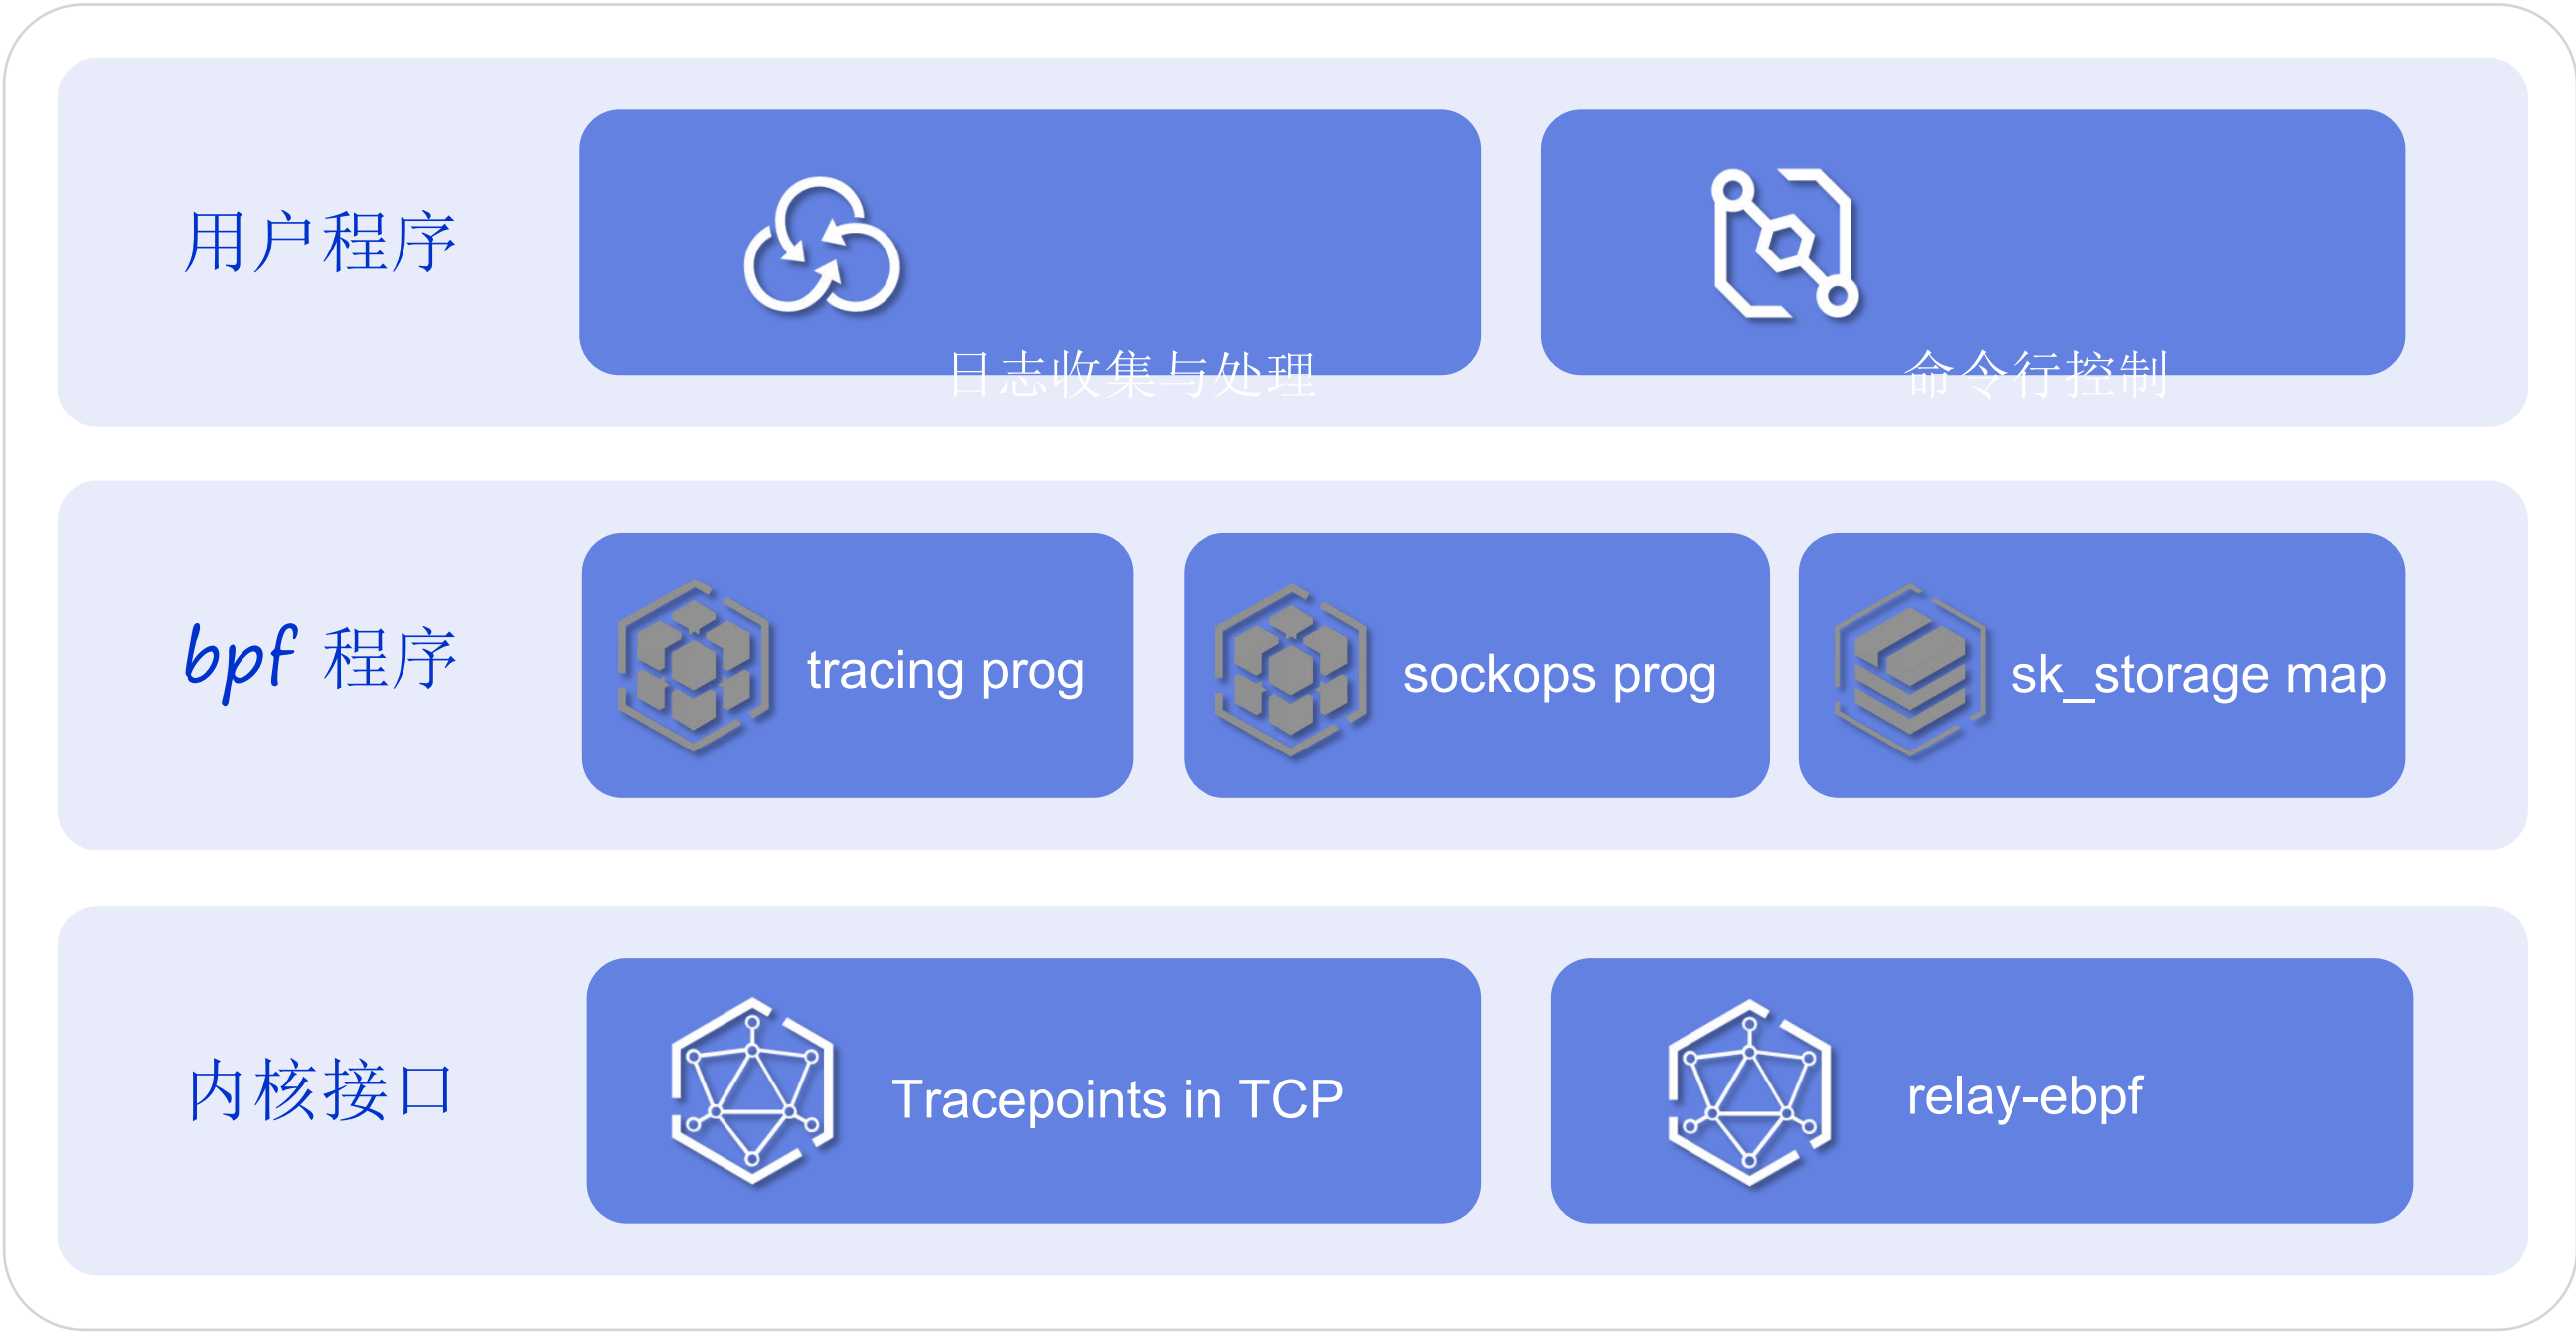 用户程序
日志收集与处理
命令行控制
bpf 程序
tracing prog
sockops prog
sk_storage map
内核接口
Tracepoints in TCP
relay-ebpf